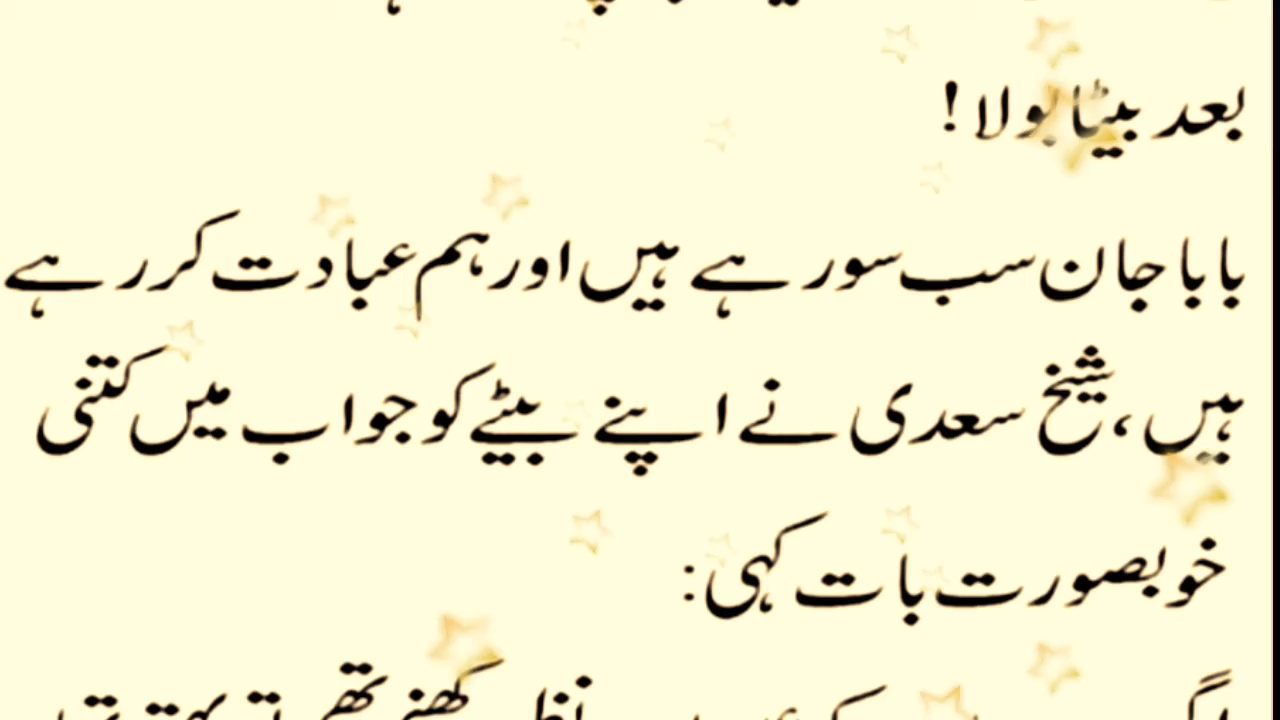 بعد بیٹا بولا!
بابا جان سب سو رہے ہیں اور ہم عبادت کر رہے
ہیں، شیخ سعدی نے اپنے بیٹے کو جواب میں کتنی
خوبصورت بات کہی: